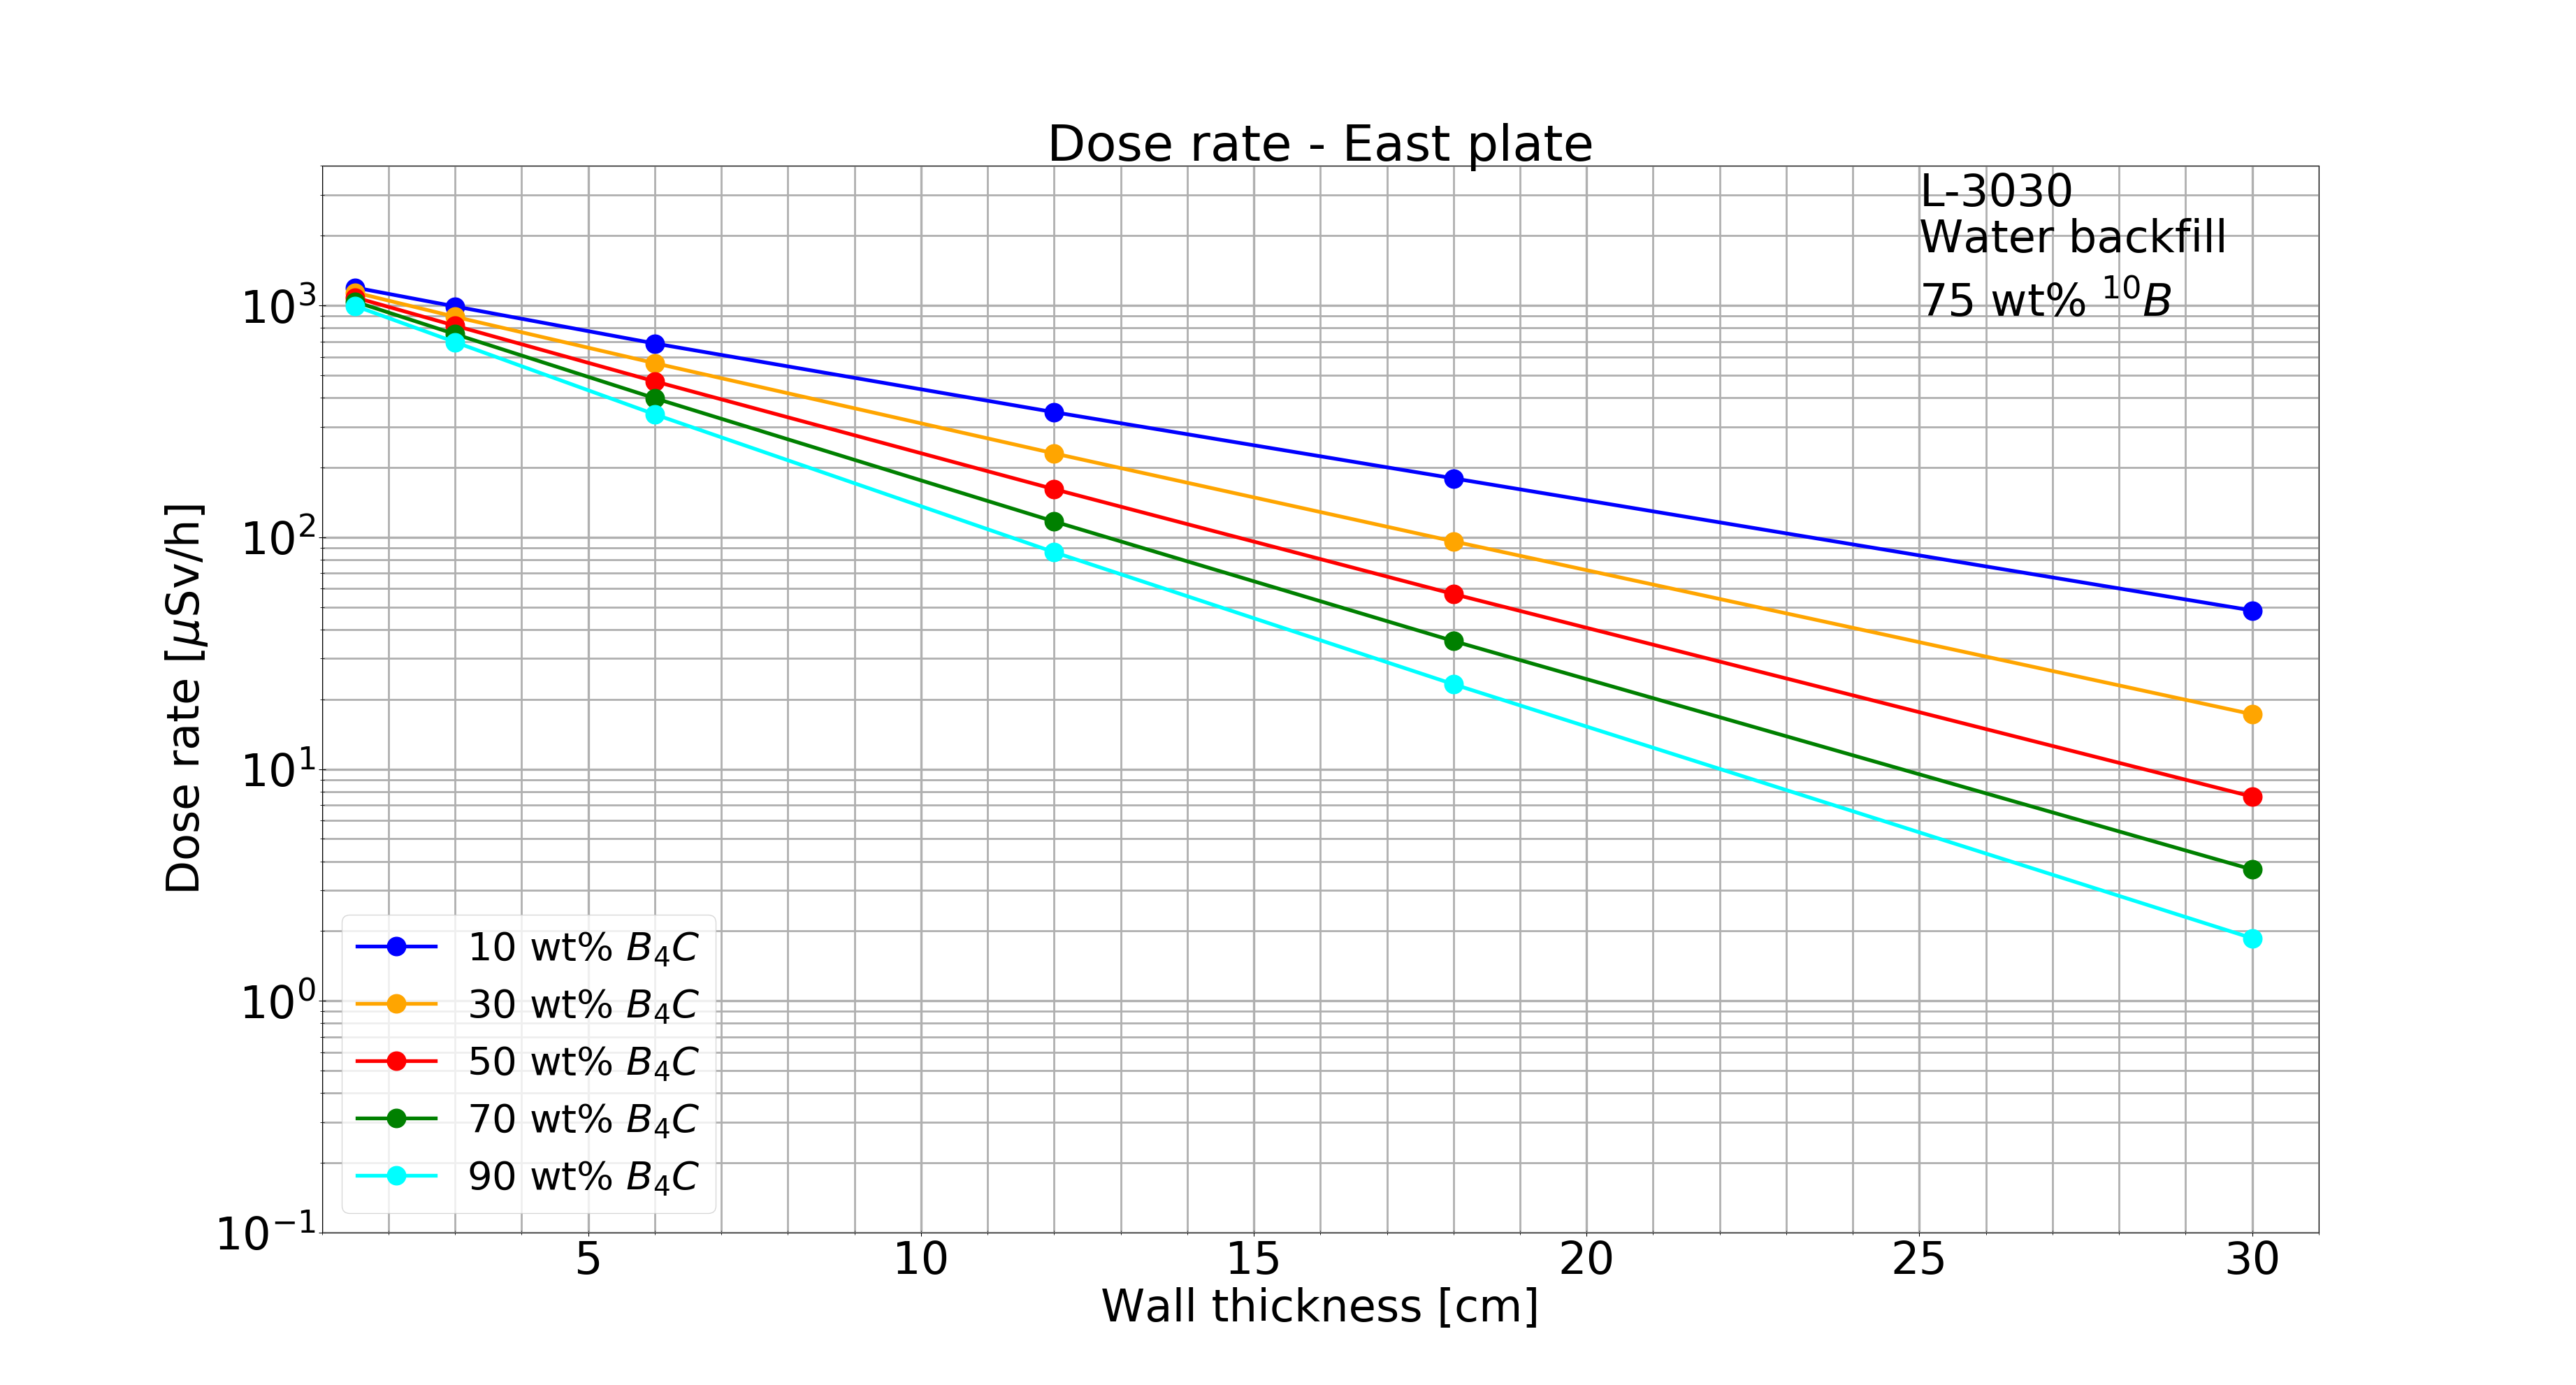 Dose rate - East plate
L-3030
Water backfill
75 wt% ¹⁰B
Dose rate [μSv/h]
10³
10²
10¹
10⁰
10⁻¹
10 wt% B₄C
30 wt% B₄C
50 wt% B₄C
70 wt% B₄C
90 wt% B₄C
5 10 15 20 25 30
Wall thickness [cm]